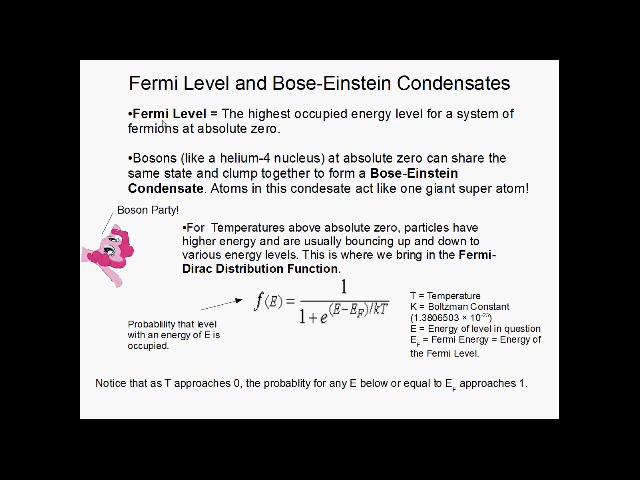 Fermi Level and Bose-Einstein Condensates
•Fermi Level = The highest occupied energy level for a system of
fermions at absolute zero.
•Bosons (like a helium-4 nucleus) at absolute zero can share the
same state and clump together to form a Bose-Einstein
Condensate. Atoms in this condesate act like one giant super atom!
Boson Party!
•For Temperatures above absolute zero, particles have
higher energy and are usually bouncing up and down to
various energy levels. This is where we bring in the Fermi-
Dirac Distribution Function.
f(E) = 1 / (1+e^((E−E_F)/kT))
Probablility that level
with an energy of E is
occupied.
T = Temperature
K = Boltzman Constant
(1.3806503 × 10⁻²³)
E = Energy of level in question
E_F = Fermi Energy = Energy of
the Fermi Level.
Notice that as T approaches 0, the probablity for any E below or equal to E_F approaches 1.